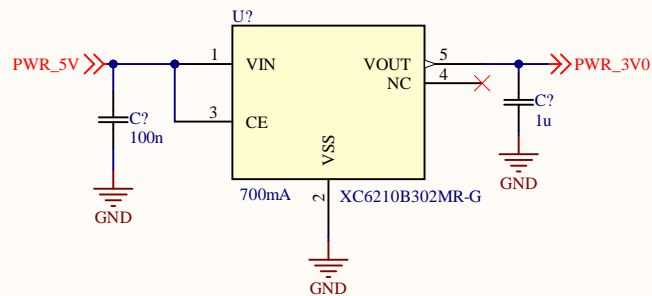 U?
PWR_5V
1
VIN
VOUT
5
PWR_3V0
NC
4
C?
100n
3
CE
C?
1u
VSS
GND
700mA
2
XC6210B302MR-G
GND
GND